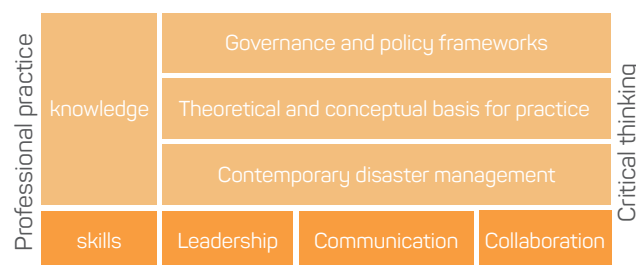 Professional practice
knowledge
Governance and policy frameworks
Theoretical and conceptual basis for practice
Contemporary disaster management
skills
Leadership
Communication
Collaboration
Critical thinking